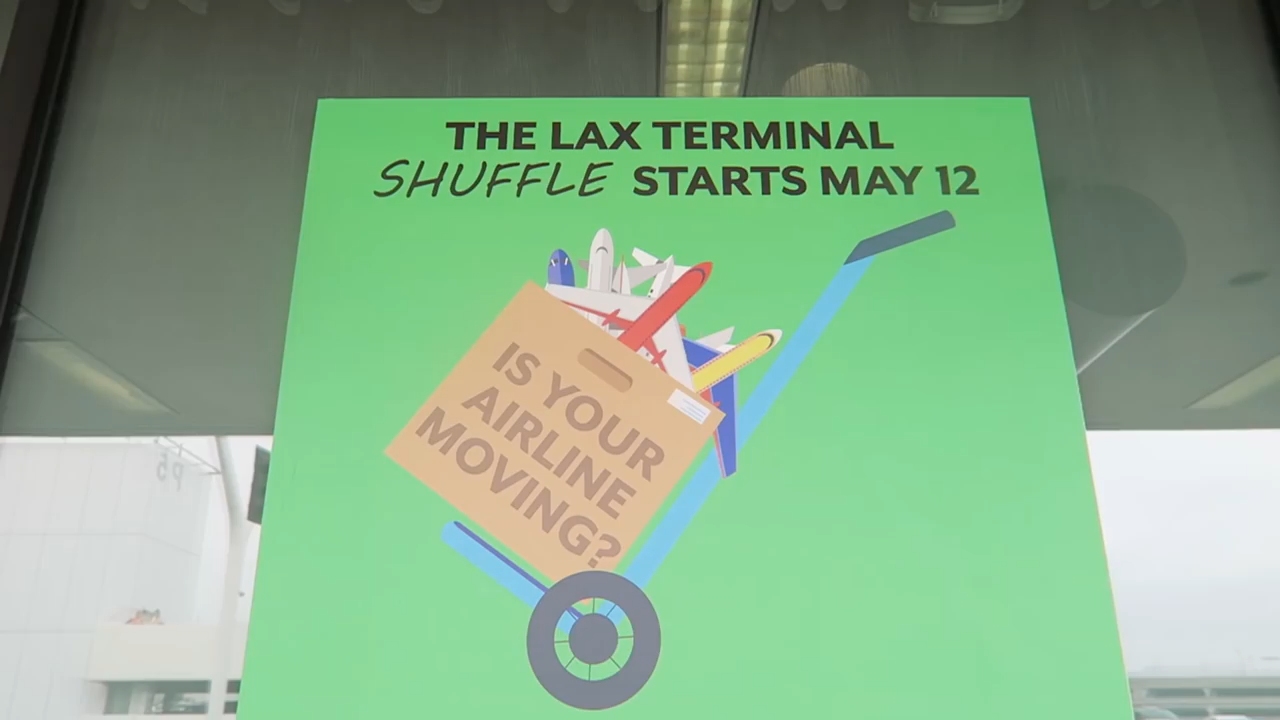 THE LAX TERMINAL
SHUFFLE STARTS MAY 12
IS YOUR
AIRLINE
MOVING?